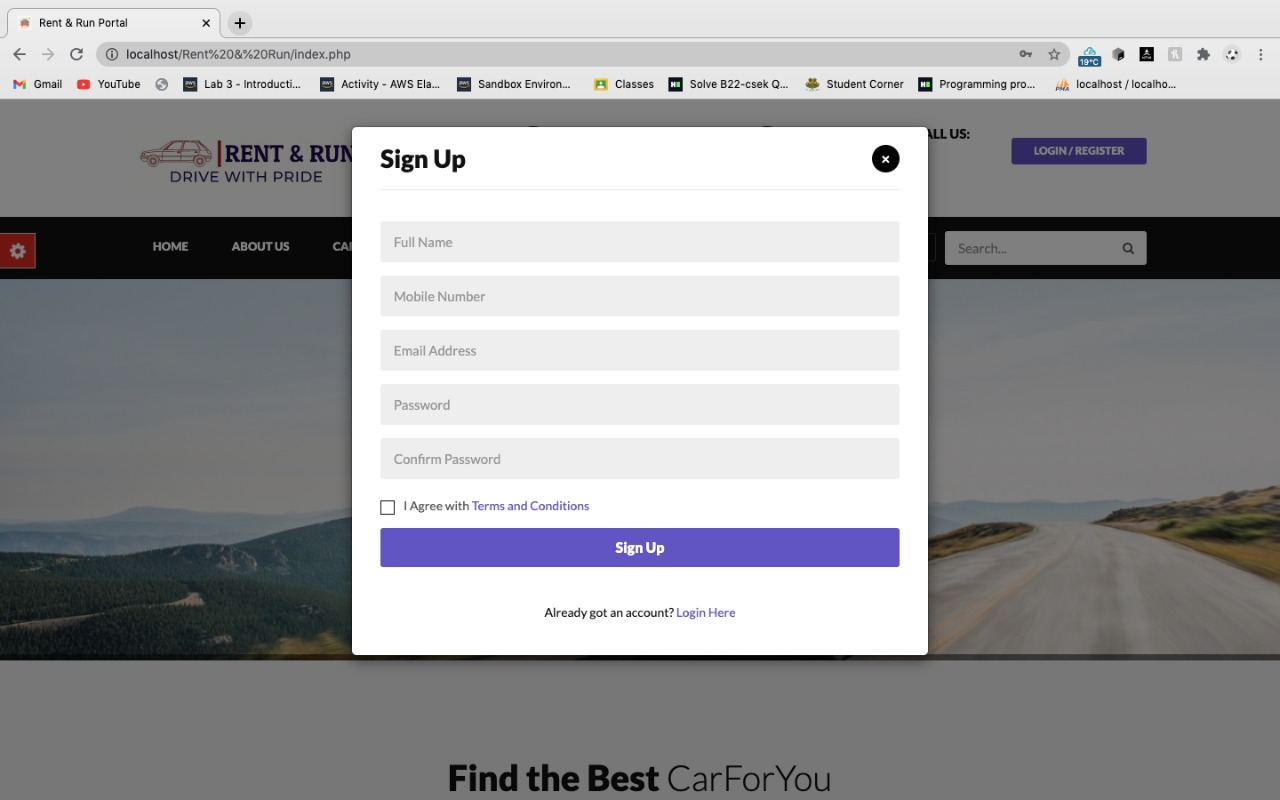 Rent & Run Portal
localhost/Rent%20&%20Run/index.php
19°C
Gmail
YouTube
Lab 3 - Introducti...
Activity - AWS Ela...
Sandbox Environ...
Classes
Solve B22-csek Q...
Student Corner
Programming pro...
localhost / localho...
RENT & RUN
DRIVE WITH PRIDE
ALL US:
LOGIN / REGISTER
HOME
ABOUT US
CA
Search...
Sign Up
Full Name
Mobile Number
Email Address
Password
Confirm Password
I Agree with Terms and Conditions
Sign Up
Already got an account? Login Here
Find the Best CarForYou